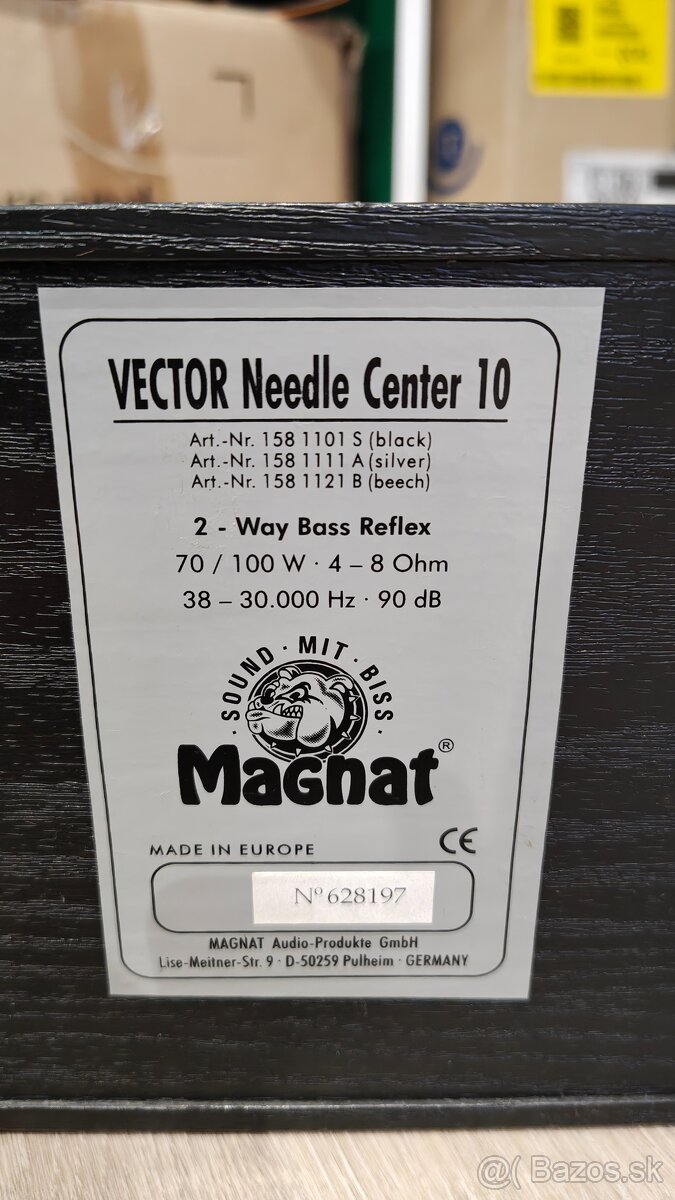 VECTOR Needle Center 10
Art.-Nr. 158 1101 S (black)
Art.-Nr. 158 1111 A (silver)
Art.-Nr. 158 1121 B (beech)
2 - Way Bass Reflex
70 / 100 W · 4 – 8 Ohm
38 – 30.000 Hz · 90 dB
· SOUND · MIT · BISS ·
Magnat®
MADE IN EUROPE CE
Nº 628197
MAGNAT Audio-Produkte GmbH
Lise-Meitner-Str. 9 · D-50259 Pulheim · GERMANY
@( Bazos.sk